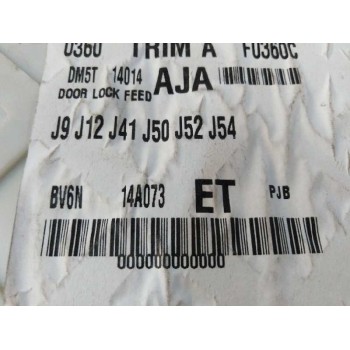 0360 TRIM A F0360C
DM5T 14014 AJA
DOOR LOCK FEED
J9 J12 J41 J50 J52 J54
BV6N 14A073 ET PJB
000000000000